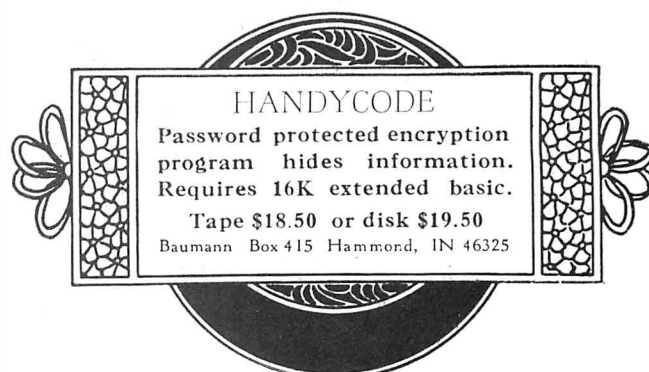 HANDYCODE
Password protected encryption
program hides information.
Requires 16K extended basic.
Tape $18.50 or disk $19.50
Baumann Box 415 Hammond, IN 46325